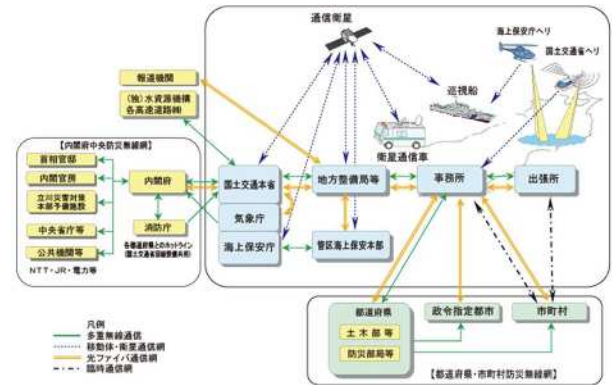 通信衛星
海上保安庁ヘリ
国土交通省ヘリ
報道機関
巡視船
(独)水資源機構
各高速道路㈱
衛星通信車
【内閣府中央防災無線網】
首相官邸
内閣官房
立川災害対策
本部予備施設
中央省庁等
公共機関等
NTT・JR・電力等
内閣府
消防庁
各都道府県とのホットライン
(国土交通省回線整備共用)
国土交通本省
気象庁
海上保安庁
地方整備局等
管区海上保安本部
事務所
出張所
都道府県
土木部等
防災部局等
政令指定都市
市町村
【都道府県・市町村防災無線網】
凡例
多重無線通信
移動体・衛星通信網
光ファイバ通信網
臨時通信網